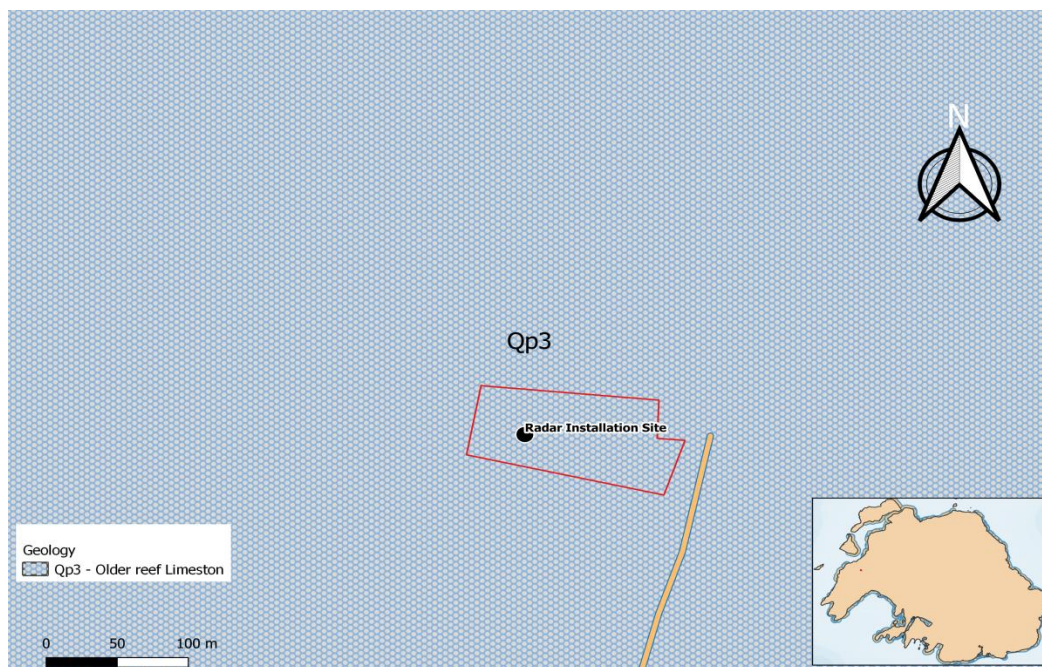 N
Qp3
Radar Installation Site
Geology
Qp3 - Older reef Limeston
0 50 100 m